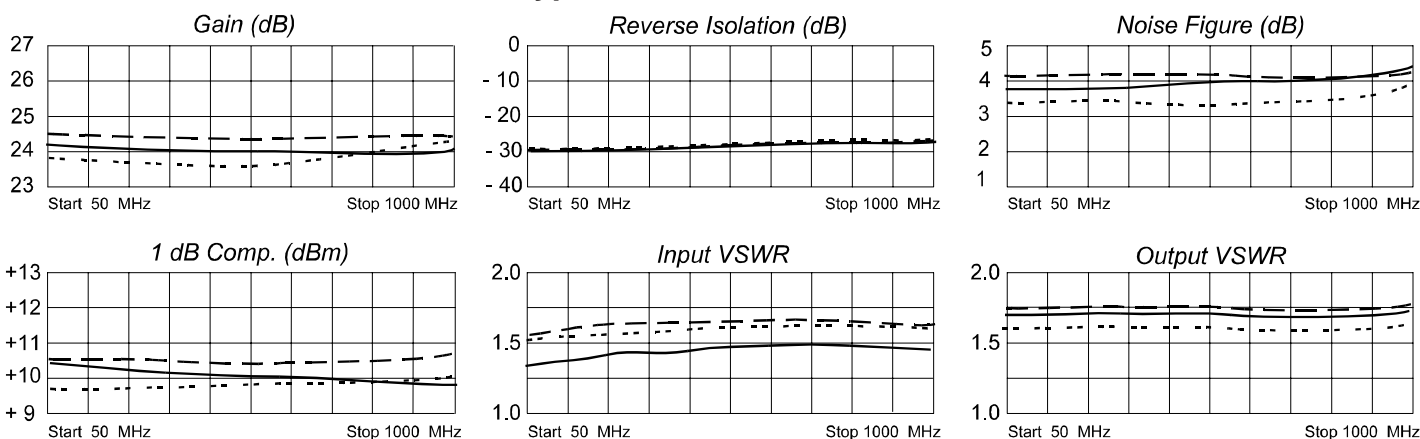 Gain (dB)
27
26
25
24
23
Start 50 MHz
Stop 1000 MHz
Reverse Isolation (dB)
0
- 10
- 20
- 30
- 40
Start 50 MHz
Stop 1000 MHz
Noise Figure (dB)
5
4
3
2
1
Start 50 MHz
Stop 1000 MHz
1 dB Comp. (dBm)
+13
+12
+11
+10
+ 9
Start 50 MHz
Stop 1000 MHz
Input VSWR
2.0
1.5
1.0
Start 50 MHz
Stop 1000 MHz
Output VSWR
2.0
1.5
1.0
Start 50 MHz
Stop 1000 MHz